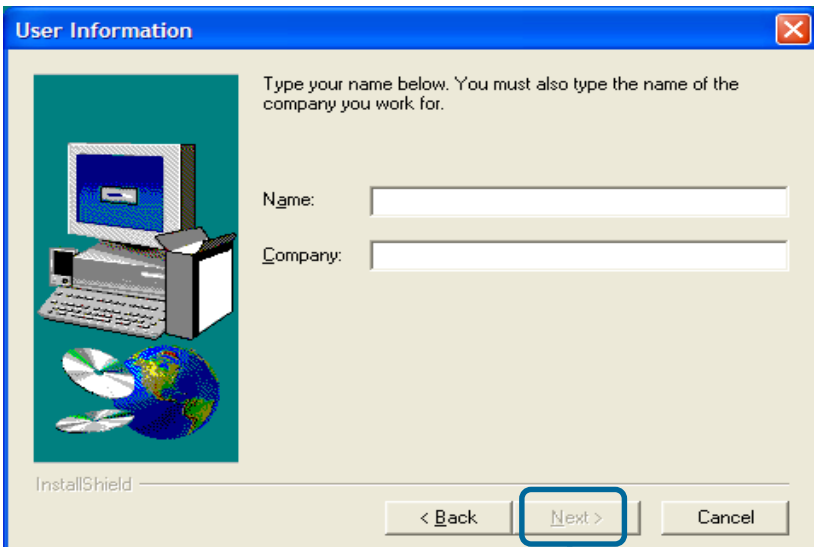 User Information
Type your name below. You must also type the name of the
company you work for.
Name:
Company:
InstallShield
< Back
Next >
Cancel